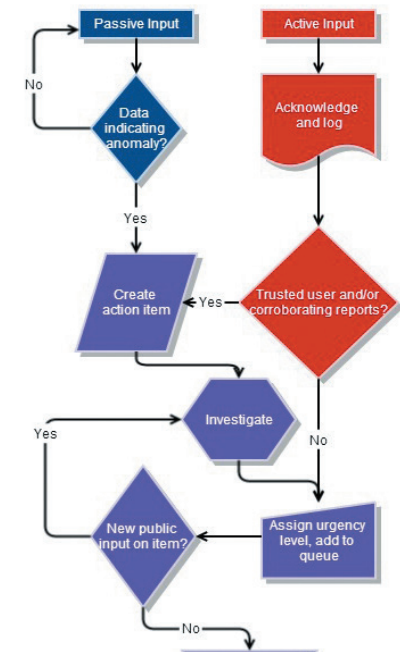 Passive Input
Active Input
No
Data
indicating
anomaly?
Acknowledge
and log
Yes
Create
action item
Yes
Trusted user and/or
corroborating reports?
Yes
Investigate
No
New public
input on item?
Assign urgency
level, add to
queue
No